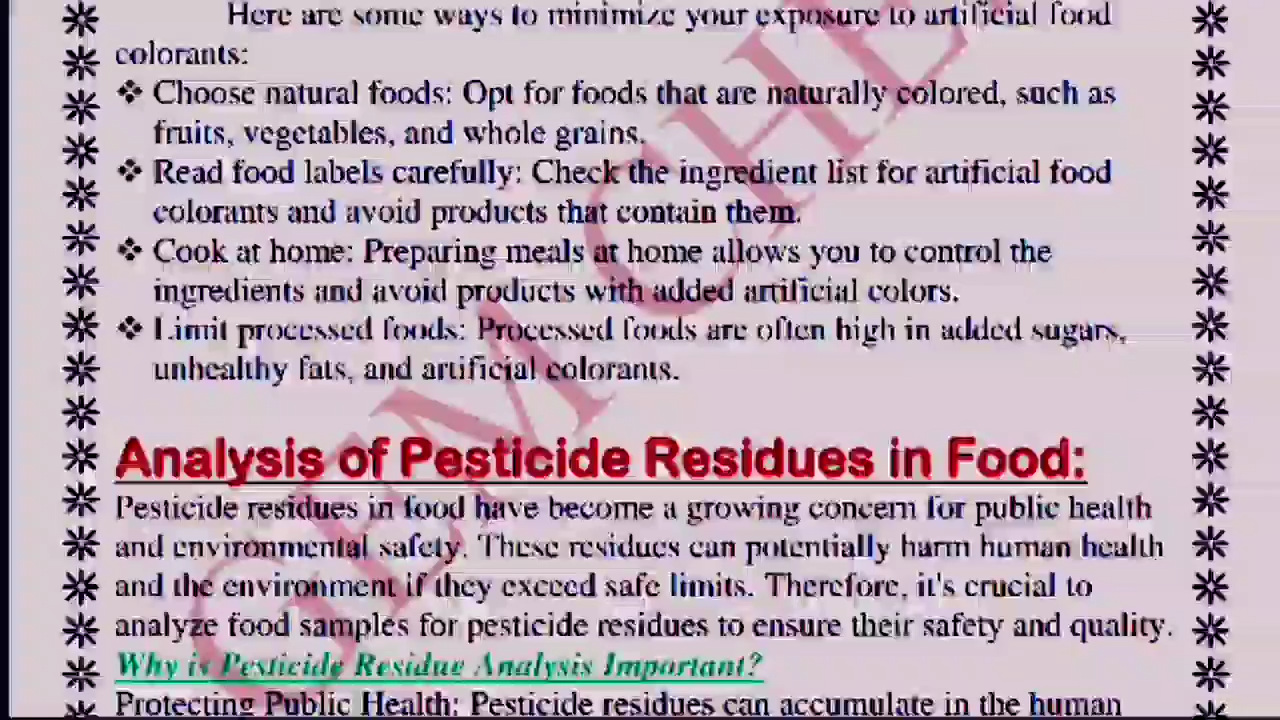 Here are some ways to minimize your exposure to artificial food
colorants:
❖ Choose natural foods: Opt for foods that are naturally colored, such as
fruits, vegetables, and whole grains.
❖ Read food labels carefully: Check the ingredient list for artificial food
colorants and avoid products that contain them.
❖ Cook at home: Preparing meals at home allows you to control the
ingredients and avoid products with added artificial colors.
❖ Limit processed foods: Processed foods are often high in added sugars,
unhealthy fats, and artificial colorants.
Analysis of Pesticide Residues in Food:
Pesticide residues in food have become a growing concern for public health
and environmental safety. These residues can potentially harm human health
and the environment if they exceed safe limits. Therefore, it's crucial to
analyze food samples for pesticide residues to ensure their safety and quality.
Why is Pesticide Residue Analysis Important?
Protecting Public Health: Pesticide residues can accumulate in the human